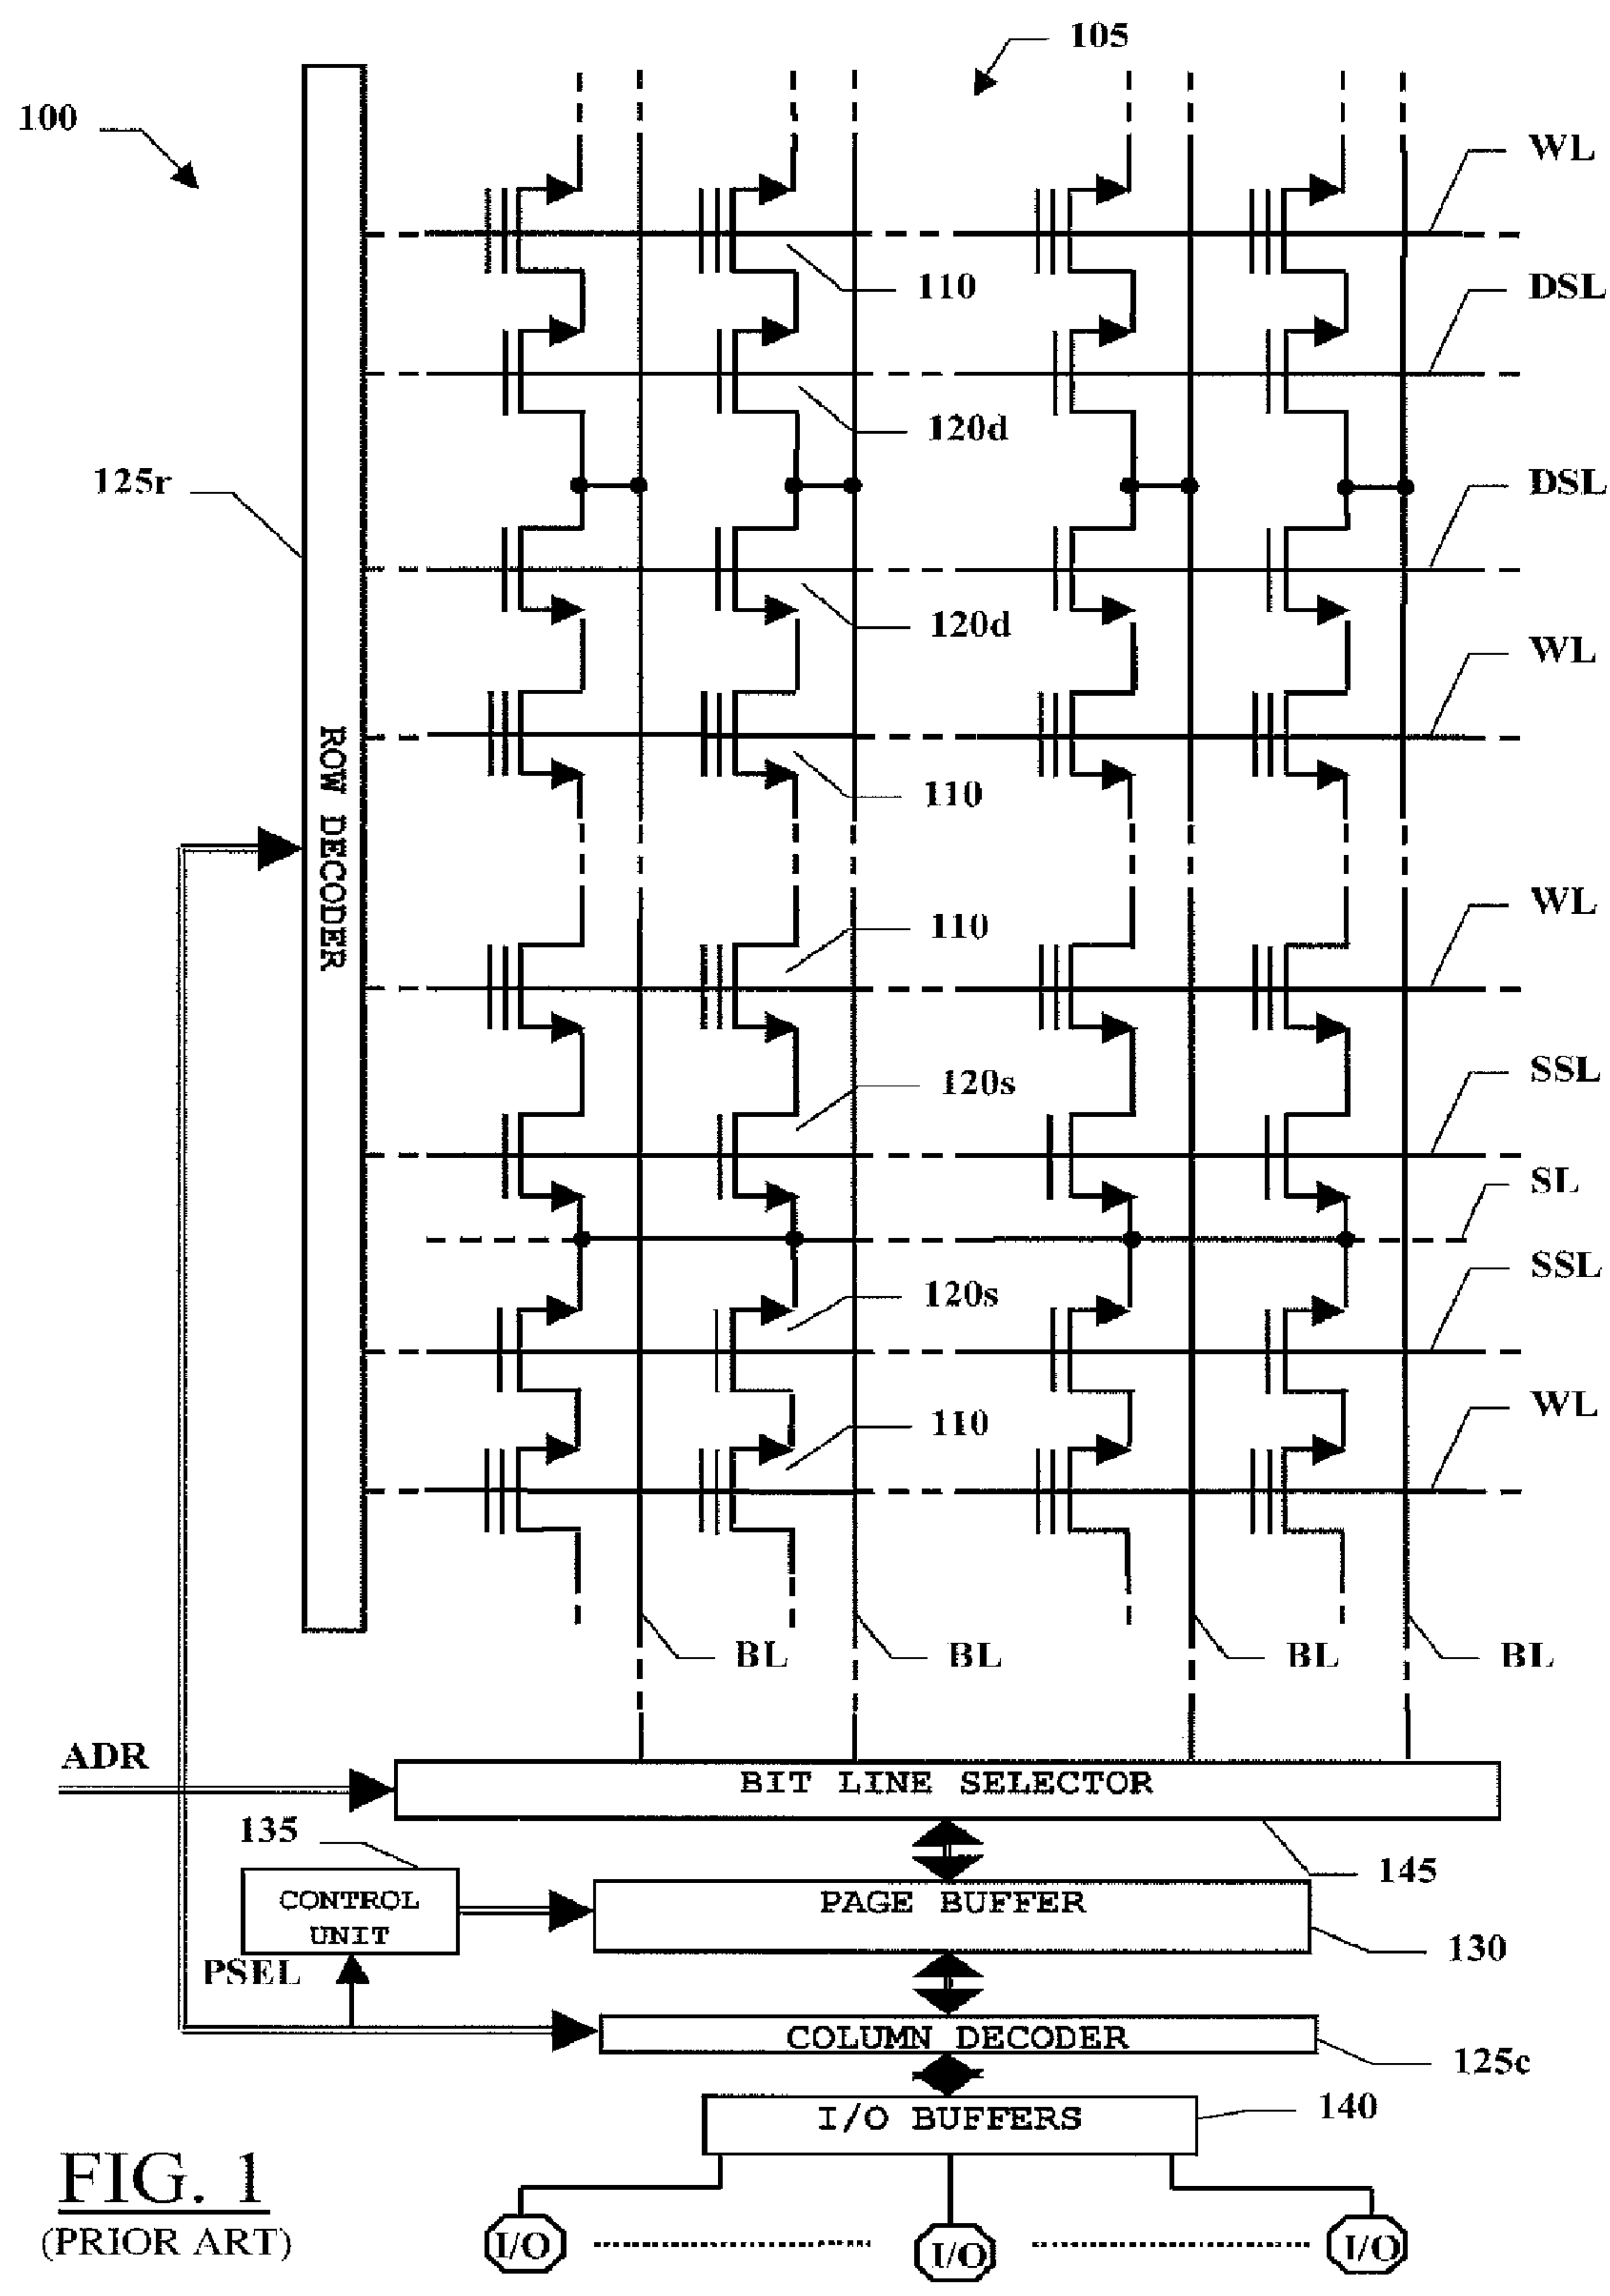 105
100
WL
110
DSL
120d
125r
DSL
120d
WL
110
ROW DECODER
110
WL
120s
SSL
SL
120s
SSL
110
WL
BL
BL
BL
BL
ADR
BIT LINE SELECTOR
135
145
CONTROL
UNIT
PAGE BUFFER
130
PSEL
COLUMN DECODER
125c
I/O BUFFERS
140
FIG. 1
(PRIOR ART)
I/O
I/O
I/O